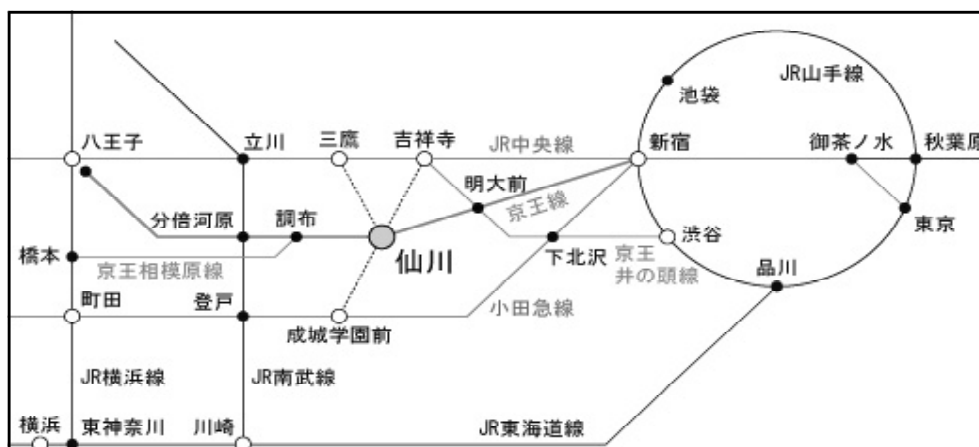 JR山手線
池袋
八王子
立川
三鷹
吉祥寺
JR中央線
新宿
御茶ノ水
秋葉原
明大前
京王線
分倍河原
調布
仙川
下北沢
京王
井の頭線
渋谷
東京
橋本
京王相模原線
品川
町田
登戸
成城学園前
小田急線
JR横浜線
JR南武線
横浜
東神奈川
川崎
JR東海道線